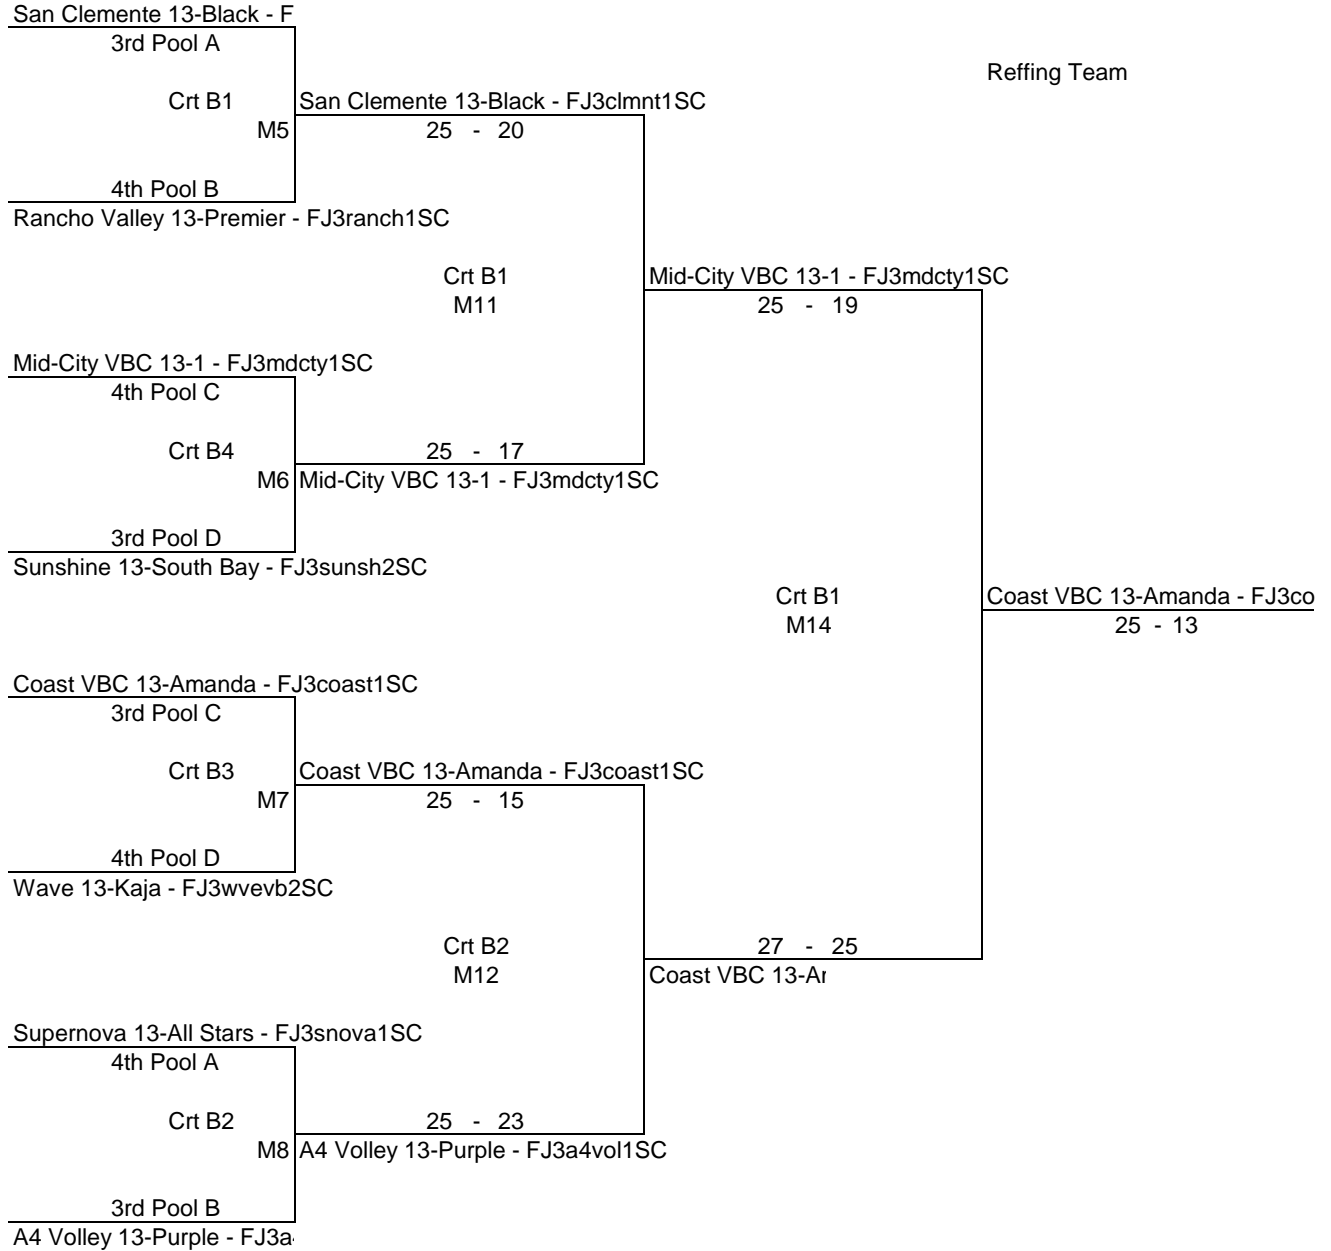 San Clemente 13-Black - F
3rd Pool A
Reffing Team
Crt B1
San Clemente 13-Black - FJ3clmnt1SC
M5
25 - 20
4th Pool B
Rancho Valley 13-Premier - FJ3ranch1SC
Crt B1
Mid-City VBC 13-1 - FJ3mdcty1SC
M11
25 - 19
Mid-City VBC 13-1 - FJ3mdcty1SC
4th Pool C
Crt B4
25 - 17
M6
Mid-City VBC 13-1 - FJ3mdcty1SC
3rd Pool D
Sunshine 13-South Bay - FJ3sunsh2SC
Crt B1
Coast VBC 13-Amanda - FJ3co
M14
25 - 13
Coast VBC 13-Amanda - FJ3coast1SC
3rd Pool C
Crt B3
Coast VBC 13-Amanda - FJ3coast1SC
M7
25 - 15
4th Pool D
Wave 13-Kaja - FJ3wvevb2SC
Crt B2
27 - 25
M12
Coast VBC 13-
Supernova 13-All Stars - FJ3snova1SC
4th Pool A
Crt B2
25 - 23
M8
A4 Volley 13-Purple - FJ3a4vol1SC
3rd Pool B
A4 Volley 13-Purple - FJ3a